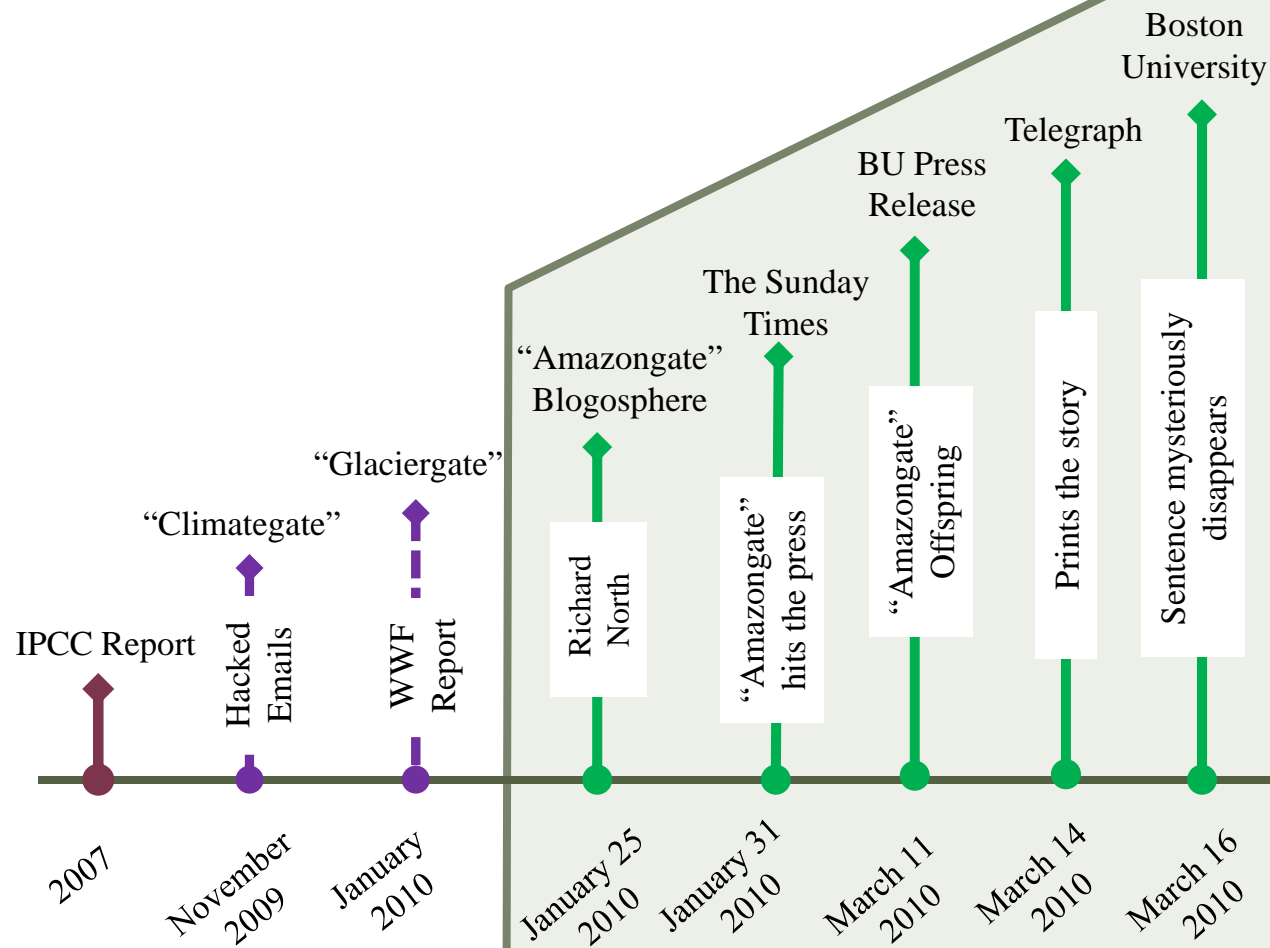 IPCC Report
2007
“Climategate”
Hacked
Emails
November
2009
“Glaciergate”
WWF
Report
January
2010
“Amazongate”
Blogosphere
Richard
North
January 25
2010
The Sunday
Times
“Amazongate”
hits the press
January 31
2010
BU Press
Release
“Amazongate”
Offspring
March 11
2010
Telegraph
Prints the story
March 14
2010
Boston
University
Sentence mysteriously
disappears
March 16
2010